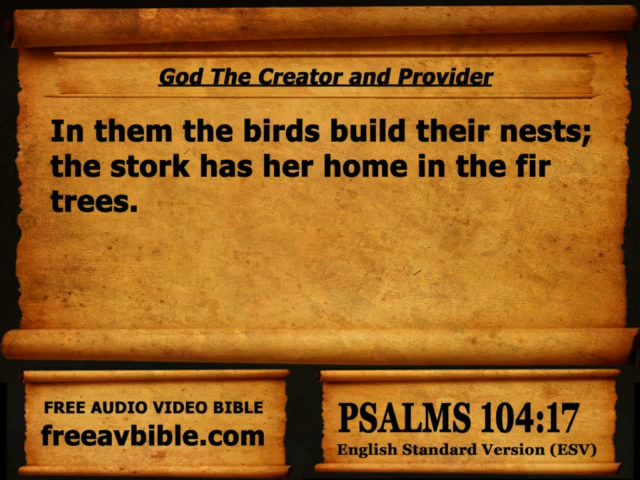 God The Creator and Provider
In them the birds build their nests;
the stork has her home in the fir
trees.
FREE AUDIO VIDEO BIBLE
freeavbible.com
PSALMS 104:17
English Standard Version (ESV)